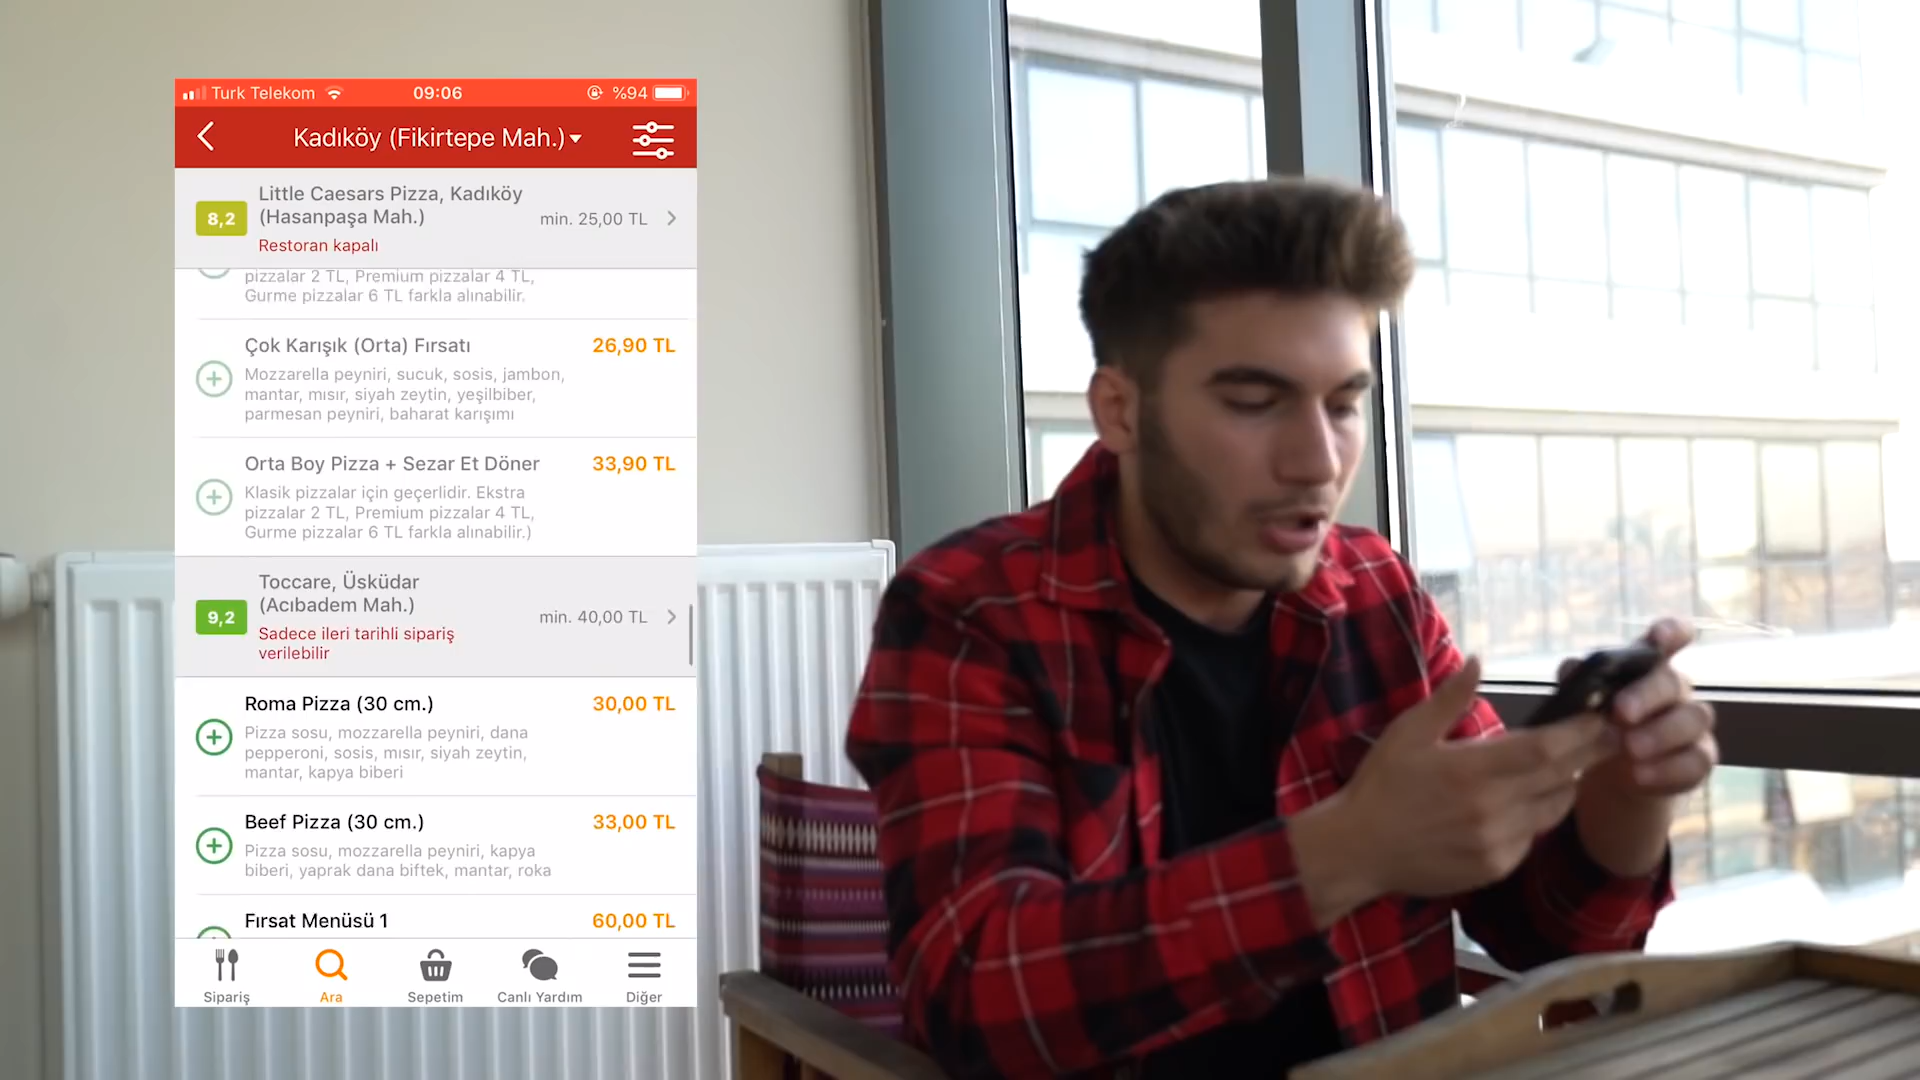 Turk Telekom
09:06
%94
Kadıköy (Fikirtepe Mah.)
Little Caesars Pizza, Kadıköy
(Hasanpaşa Mah.)
8,2
min. 25,00 TL
Restoran kapalı
pizzalar 2 TL, Premium pizzalar 4 TL,
Gurme pizzalar 6 TL farkla alınabilir.
Çok Karışık (Orta) Fırsatı
26,90 TL
Mozzarella peyniri, sucuk, sosis, jambon,
mantar, mısır, siyah zeytin, yeşilbiber,
parmesan peyniri, baharat karışımı
Orta Boy Pizza + Sezar Et Döner
33,90 TL
Klasik pizzalar için geçerlidir. Ekstra
pizzalar 2 TL, Premium pizzalar 4 TL,
Gurme pizzalar 6 TL farkla alınabilir.)
Toccare, Üsküdar
(Acıbadem Mah.)
9,2
min. 40,00 TL
Sadece ileri tarihli sipariş
verilebilir
Roma Pizza (30 cm.)
30,00 TL
Pizza sosu, mozzarella peyniri, dana
pepperoni, sosis, mısır, siyah zeytin,
mantar, kapya biberi
Beef Pizza (30 cm.)
33,00 TL
Pizza sosu, mozzarella peyniri, kapya
biberi, yaprak dana biftek, mantar, roka
Fırsat Menüsü 1
60,00 TL
Sipariş
Ara
Sepetim
Canlı Yardım
Diğer